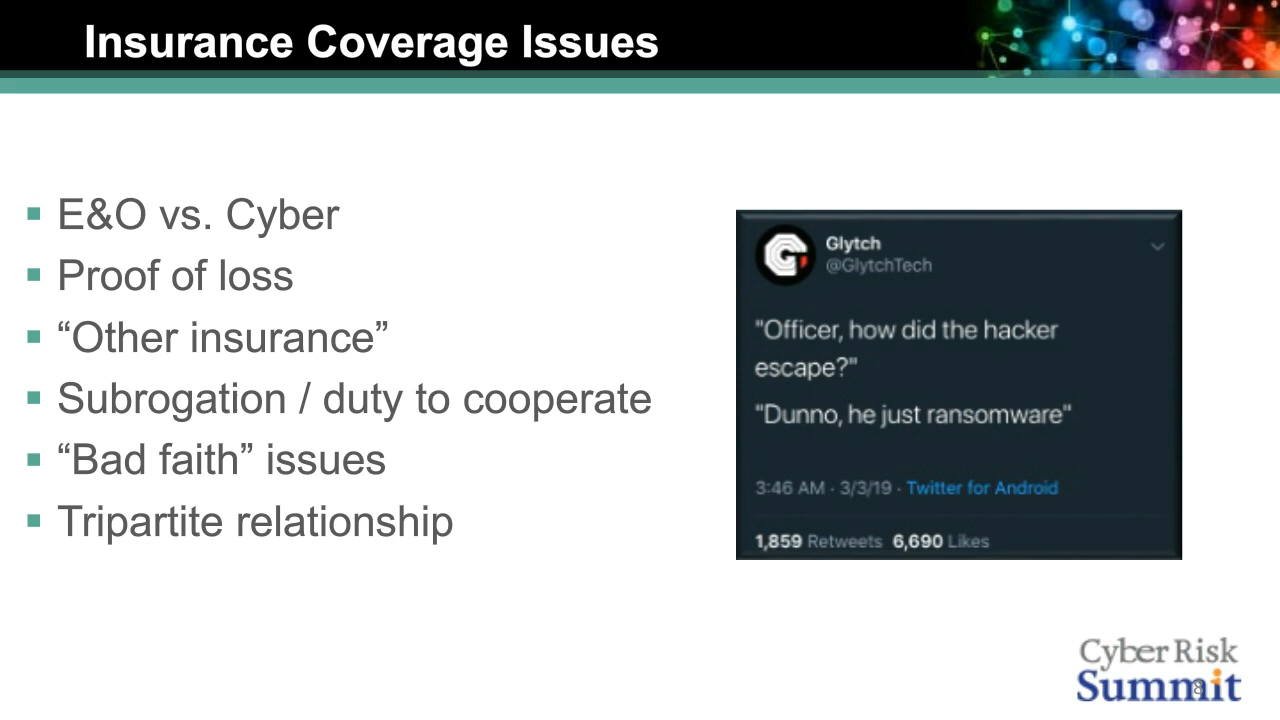 Insurance Coverage Issues
E&O vs. Cyber
Proof of loss
“Other insurance”
Subrogation / duty to cooperate
“Bad faith” issues
Tripartite relationship
Glytch
@GlytchTech
"Officer, how did the hacker
escape?"
"Dunno, he just ransomware"
3:46 AM · 3/3/19 · Twitter for Android
1,859 Retweets 6,690 Likes
Cyber Risk
Summit
8